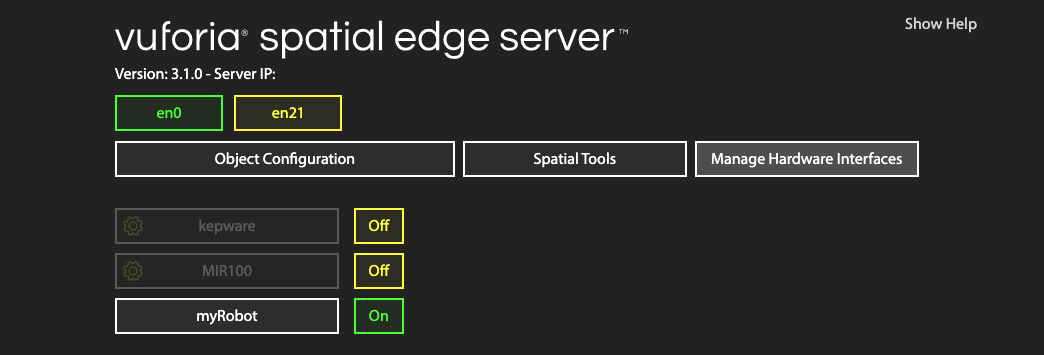 Show Help
vuforia® spatial edge server™
Version: 3.1.0 - Server IP:
en0 en21
Object Configuration Spatial Tools Manage Hardware Interfaces
kepware Off
MIR100 Off
myRobot On